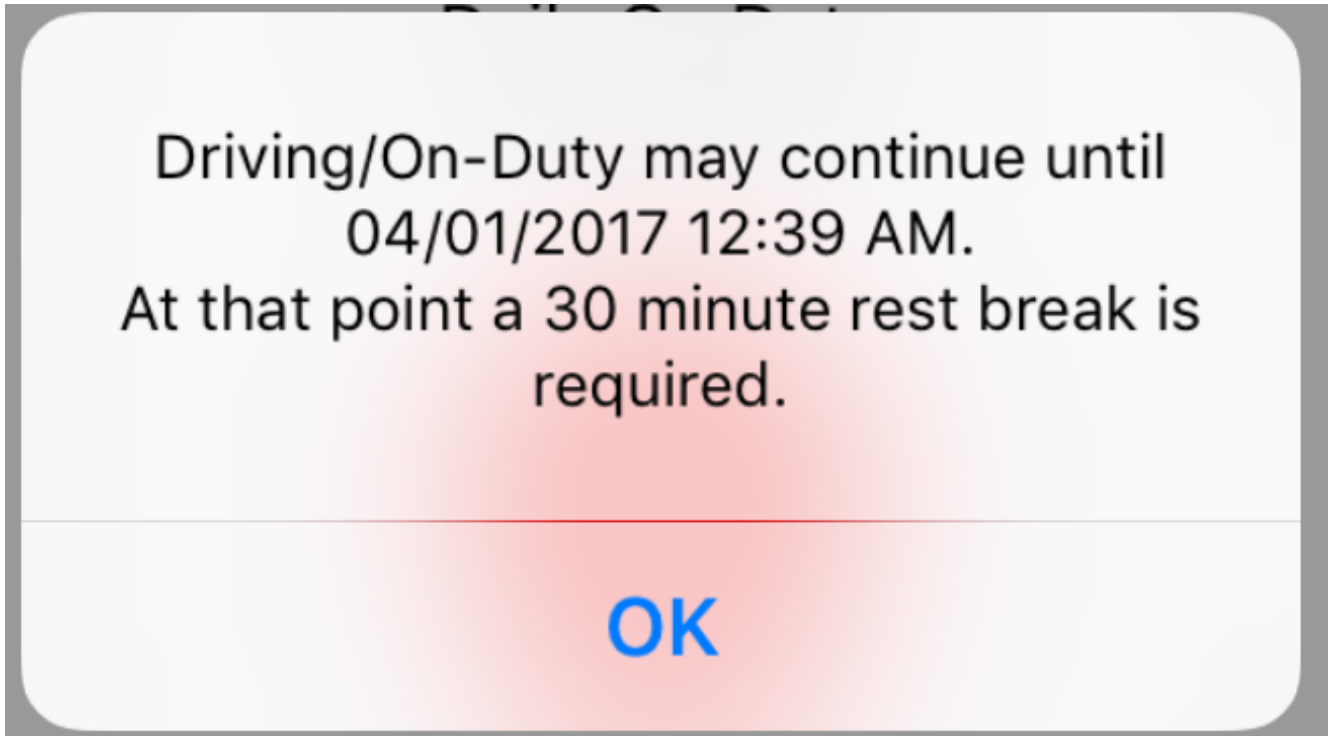 Driving/On-Duty may continue until
04/01/2017 12:39 AM.
At that point a 30 minute rest break is
required.
OK